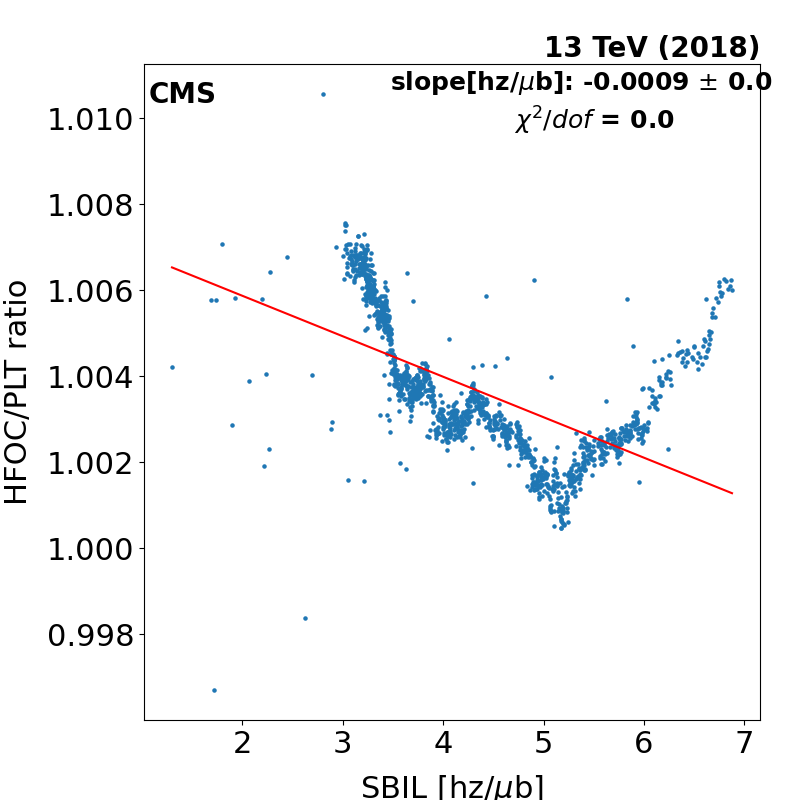 13 TeV (2018)
CMS
slope[hz/μb]: -0.0009 ± 0.0
χ²/dof = 0.0
1.010
1.008
1.006
1.004
1.002
1.000
0.998
HFOC/PLT ratio
2 3 4 5 6 7
SBIL [hz/μb]